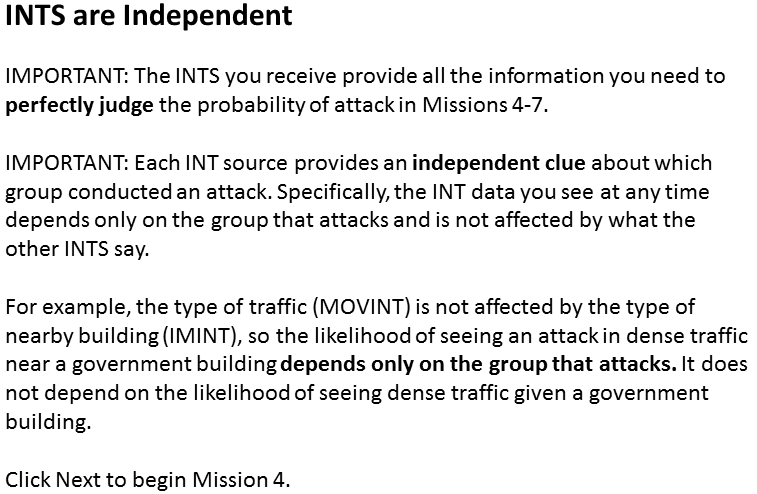 INTS are Independent
IMPORTANT: The INTS you receive provide all the information you need to
perfectly judge the probability of attack in Missions 4-7.
IMPORTANT: Each INT source provides an independent clue about which
group conducted an attack. Specifically, the INT data you see at any time
depends only on the group that attacks and is not affected by what the
other INTS say.
For example, the type of traffic (MOVINT) is not affected by the type of
nearby building (IMINT), so the likelihood of seeing an attack in dense traffic
near a government building depends only on the group that attacks. It does
not depend on the likelihood of seeing dense traffic given a government
building.
Click Next to begin Mission 4.